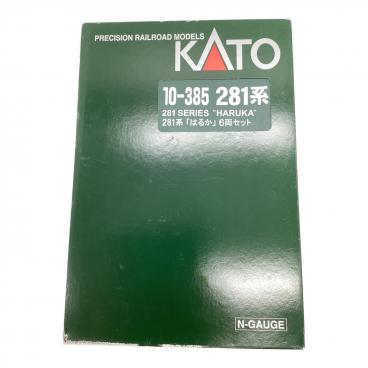 PRECISION RAILROAD MODELS
KATO
10-385 281系
281 SERIES "HARUKA"
281系「はるか」6両セット
N-GAUGE